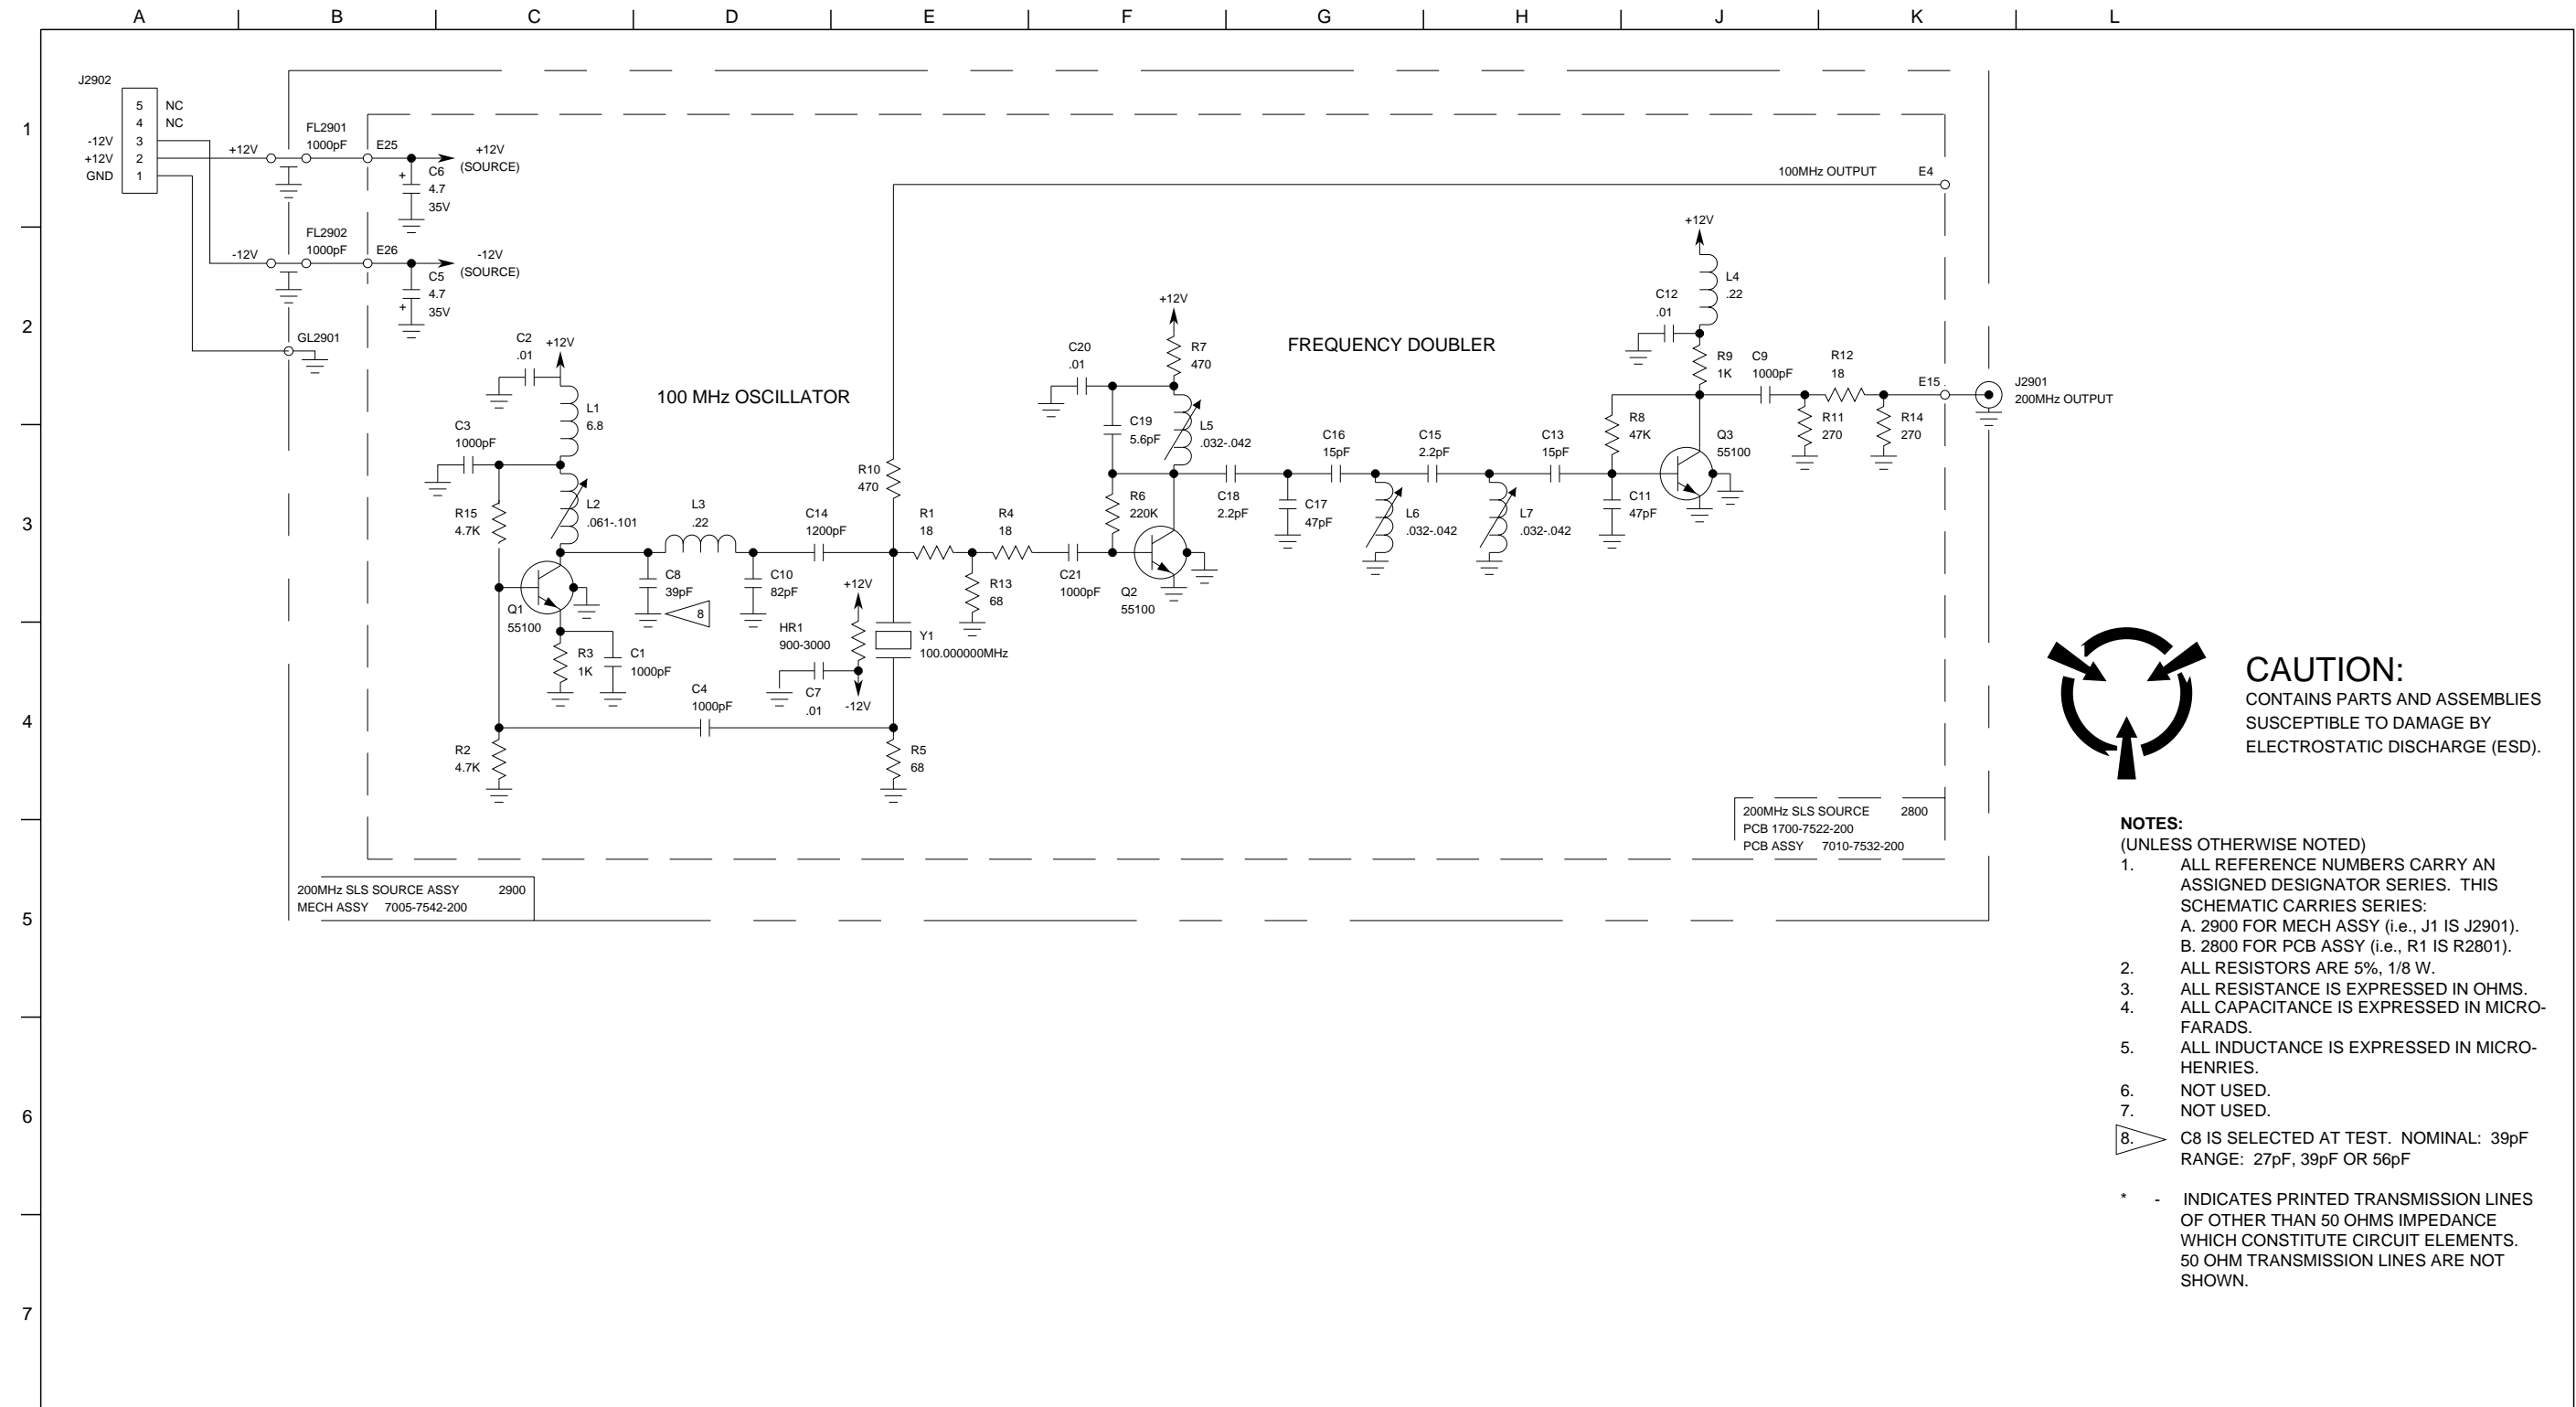 A B C D E F G H J K L
1
2
3
4
5
6
7
J2902
5 NC
4 NC
-12V 3
+12V 2
GND 1
+12V
FL2901
1000pF
E25
+12V
(SOURCE)
C6
4.7
35V
+
-12V
FL2902
1000pF
E26
-12V
(SOURCE)
C5
4.7
35V
+
GL2901
100MHz OUTPUT E4
100 MHz OSCILLATOR
FREQUENCY DOUBLER
C2
.01
+12V
L1
6.8
C3
1000pF
R15
4.7K
L2
.061-.101
Q1
55100
R3
1K
C1
1000pF
R2
4.7K
L3
.22
C8
39pF
8
C10
82pF
C14
1200pF
C4
1000pF
HR1
900-3000
+12V
C7
.01
-12V
Y1
100.000000MHz
R5
68
R10
470
R1
18
R4
18
R13
68
C21
1000pF
Q2
55100
R6
220K
C20
.01
+12V
R7
470
C19
5.6pF
L5
.032-.042
C18
2.2pF
C17
47pF
C16
15pF
L6
.032-.042
C15
2.2pF
L7
.032-.042
C13
15pF
C11
47pF
R8
47K
Q3
55100
+12V
L4
.22
C12
.01
R9
1K
C9
1000pF
R12
18
R11
270
R14
270
E15
J2901
200MHz OUTPUT
200MHz SLS SOURCE 2800
PCB 1700-7522-200
PCB ASSY 7010-7532-200
200MHz SLS SOURCE ASSY 2900
MECH ASSY 7005-7542-200
CAUTION:
CONTAINS PARTS AND ASSEMBLIES
SUSCEPTIBLE TO DAMAGE BY
ELECTROSTATIC DISCHARGE (ESD).
NOTES:
(UNLESS OTHERWISE NOTED)
1. ALL REFERENCE NUMBERS CARRY AN
ASSIGNED DESIGNATOR SERIES. THIS
SCHEMATIC CARRIES SERIES:
A. 2900 FOR MECH ASSY (i.e., J1 IS J2901).
B. 2800 FOR PCB ASSY (i.e., R1 IS R2801).
2. ALL RESISTORS ARE 5%, 1/8 W.
3. ALL RESISTANCE IS EXPRESSED IN OHMS.
4. ALL CAPACITANCE IS EXPRESSED IN MICRO-
FARADS.
5. ALL INDUCTANCE IS EXPRESSED IN MICRO-
HENRIES.
6. NOT USED.
7. NOT USED.
8. C8 IS SELECTED AT TEST. NOMINAL: 39pF
RANGE: 27pF, 39pF OR 56pF
* - INDICATES PRINTED TRANSMISSION LINES
OF OTHER THAN 50 OHMS IMPEDANCE
WHICH CONSTITUTE CIRCUIT ELEMENTS.
50 OHM TRANSMISSION LINES ARE NOT
SHOWN.